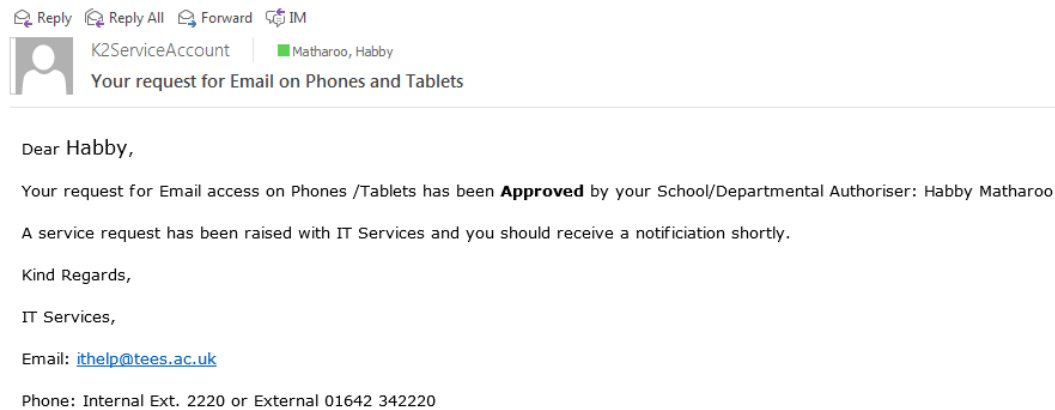 Reply Reply All Forward IM
K2ServiceAccount Matharoo, Habby
Your request for Email on Phones and Tablets
Dear Habby,
Your request for Email access on Phones /Tablets has been Approved by your School/Departmental Authoriser: Habby Matharoo
A service request has been raised with IT Services and you should receive a notificiation shortly.
Kind Regards,
IT Services,
Email: ithelp@tees.ac.uk
Phone: Internal Ext. 2220 or External 01642 342220